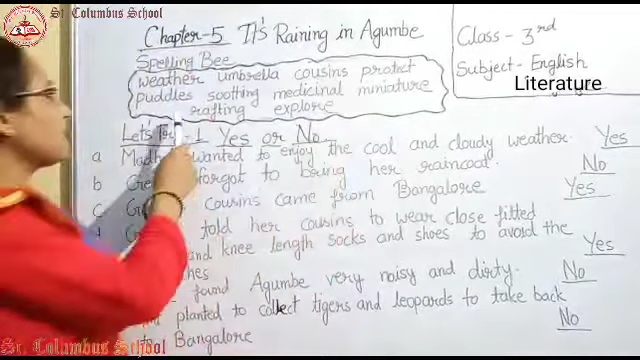 St. Columbus School
Chapter-5 It's Raining in Agumbe
Class - 3rd
Subject - English
Literature
Spelling Bee
weather umbrella cousins protect
puddles soothing medicinal miniature
rafting explore
Let's - 1 Yes or No
a wanted to enjoy the cool and cloudy weather. Yes
b forgot to bring her raincoat. No
c cousins came from Bangalore Yes
told her cousins to wear close fitted
and knee length socks and shoes to avoid the Yes
found Agumbe very noisy and dirty. No
planted to collect tigers and leopards to take back
to Bangalore No
St. Columbus School